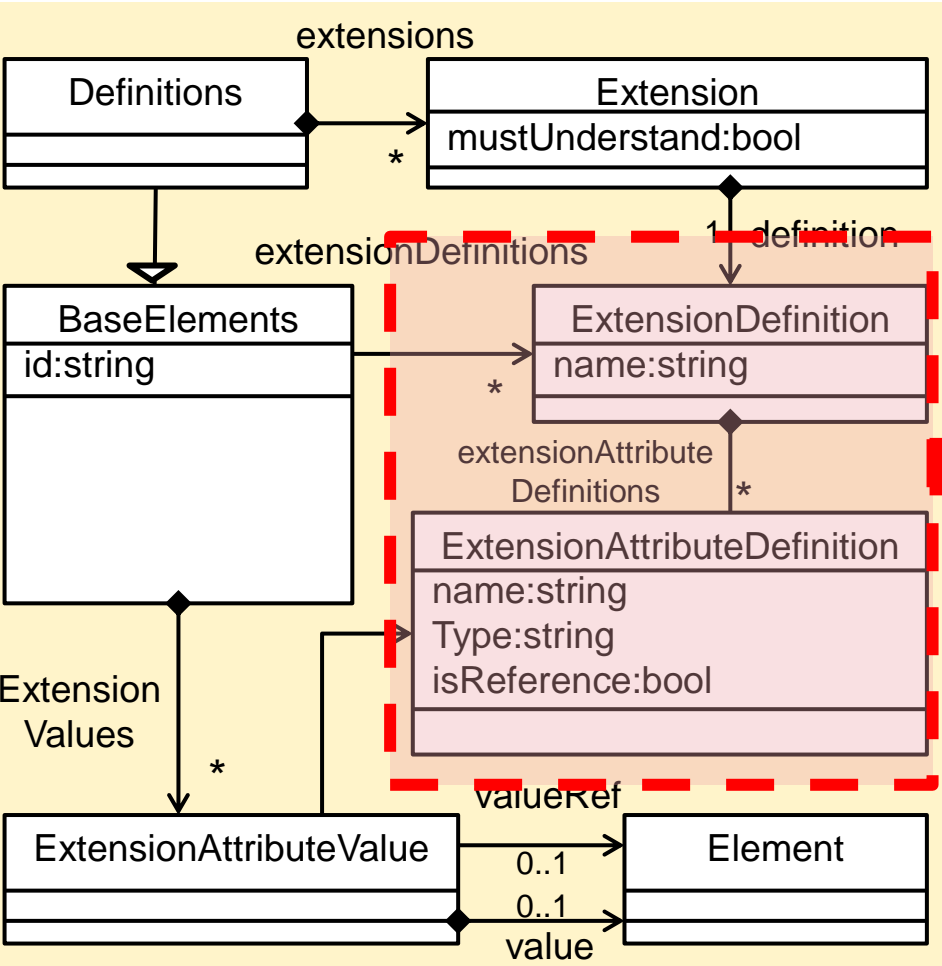 extensions
Definitions
Extension
mustUnderstand:bool
*
1
definition
extensionDefinitions
BaseElements
id:string
ExtensionDefinition
name:string
*
extensionAttribute
Definitions
*
ExtensionAttributeDefinition
name:string
Type:string
isReference:bool
Extension
Values
*
valueRef
ExtensionAttributeValue
0..1
Element
0..1
value